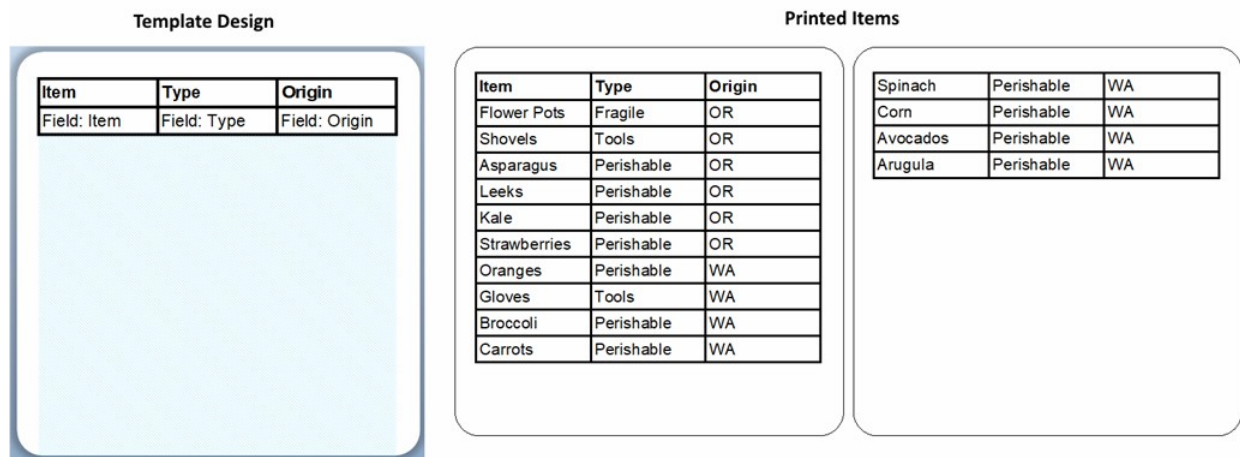 Template Design
Item Type Origin
Field: Item Field: Type Field: Origin
Printed Items
Item Type Origin
Flower Pots Fragile OR
Shovels Tools OR
Asparagus Perishable OR
Leeks Perishable OR
Kale Perishable OR
Strawberries Perishable OR
Oranges Perishable WA
Gloves Tools WA
Broccoli Perishable WA
Carrots Perishable WA
Spinach Perishable WA
Corn Perishable WA
Avocados Perishable WA
Arugula Perishable WA